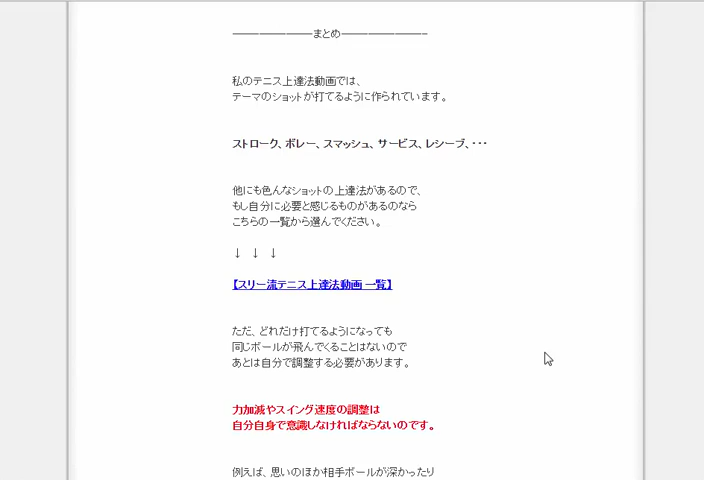 ――――――――まとめ―――――――――
私のテニス上達法動画では、
テーマのショットが打てるように作られています。
ストローク、ボレー、スマッシュ、サービス、レシーブ、・・・
他にも色んなショットの上達法があるので、
もし自分に必要と感じるものがあるのなら
こちらの一覧から選んでください。
↓ ↓ ↓
【スリー流テニス上達法動画 一覧】
ただ、どれだけ打てるようになっても
同じボールが飛んでくることはないので
あとは自分で調整する必要があります。
力加減やスイング速度の調整は
自分自身で意識しなければならないのです。
例えば、思いのほか相手ボールが深かったり